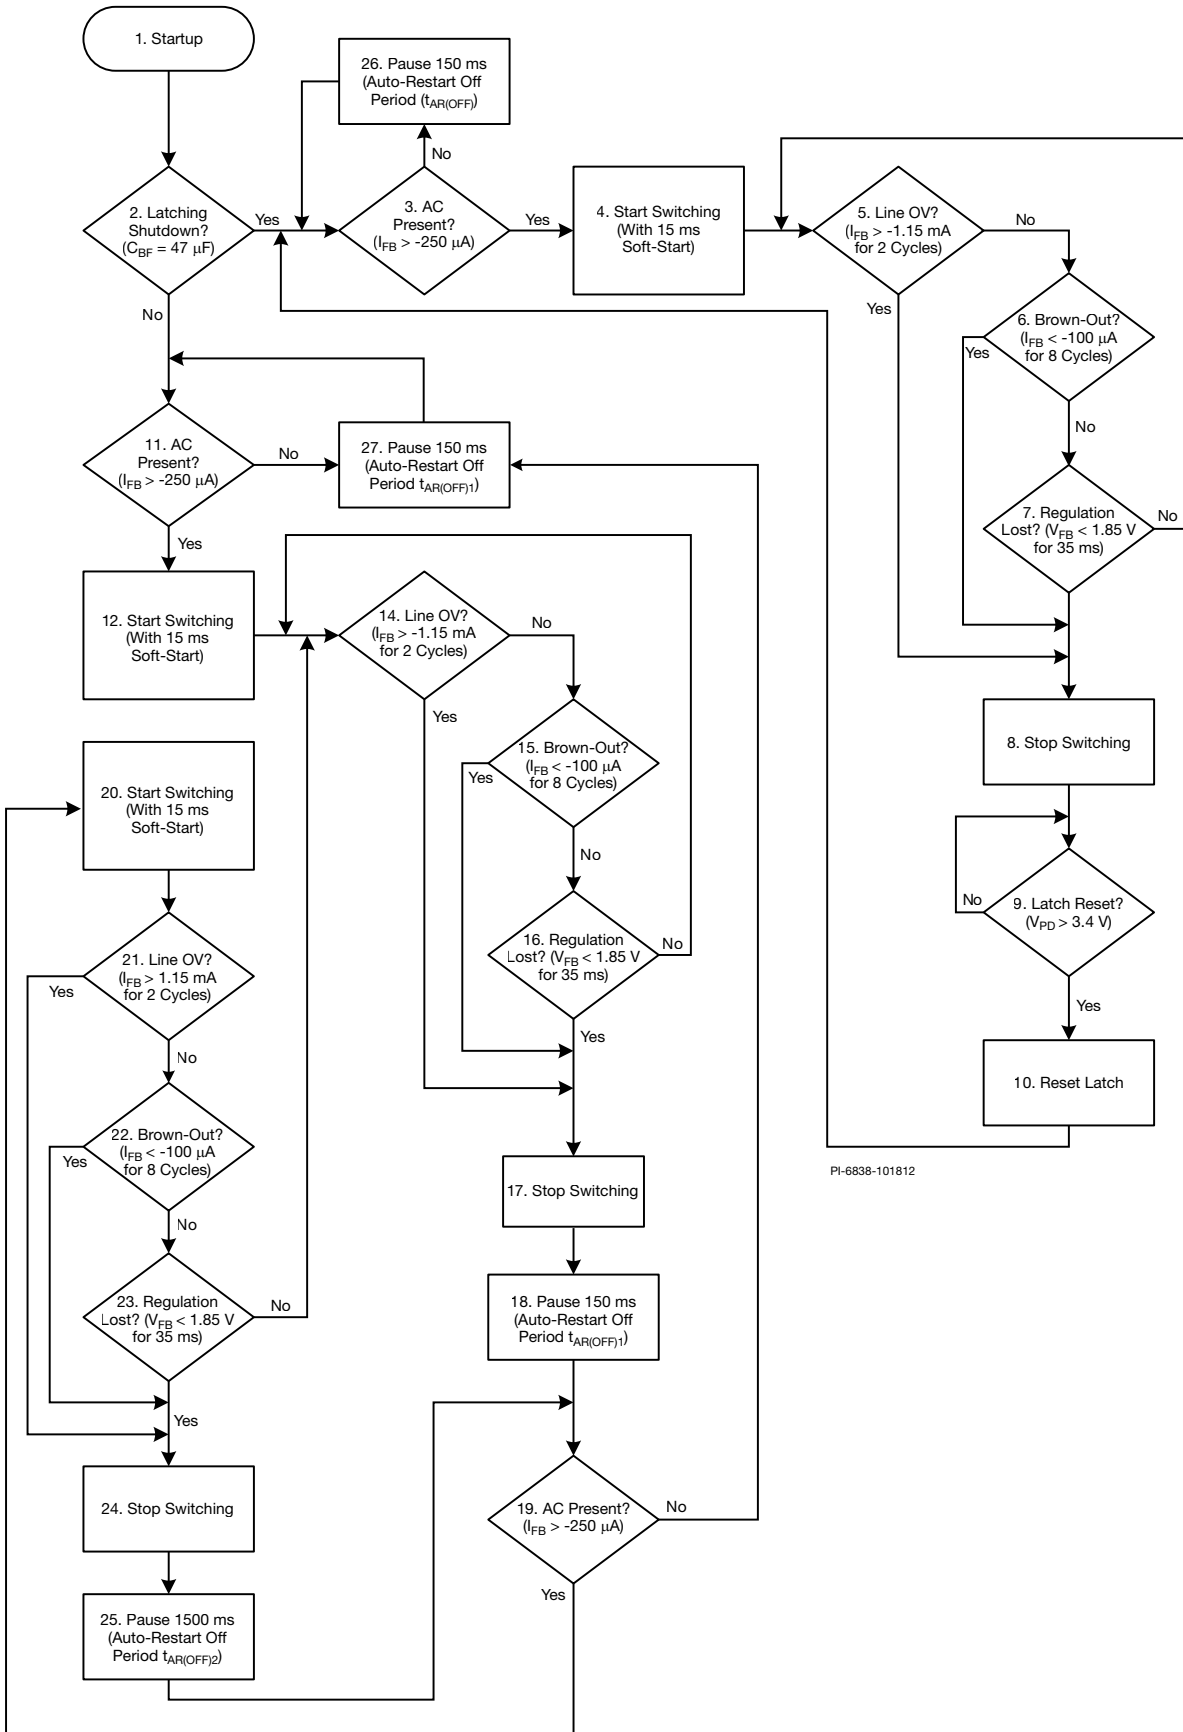 1. Startup
26. Pause 150 ms
(Auto-Restart Off
Period (tAR(OFF))
No
2. Latching
Shutdown?
(CBF = 47 µF)
Yes
No
3. AC
Present?
(IFB > -250 µA)
Yes
4. Start Switching
(With 15 ms
Soft-Start)
5. Line OV?
(IFB > -1.15 mA
for 2 Cycles)
No
Yes
6. Brown-Out?
(IFB < -100 µA
for 8 Cycles)
Yes
No
7. Regulation
Lost? (VFB < 1.85 V
for 35 ms)
No
8. Stop Switching
9. Latch Reset?
(VPD > 3.4 V)
No
Yes
10. Reset Latch
PI-6838-101812
11. AC
Present?
(IFB > -250 µA)
No
Yes
27. Pause 150 ms
(Auto-Restart Off
Period tAR(OFF)1)
12. Start Switching
(With 15 ms
Soft-Start)
14. Line OV?
(IFB > -1.15 mA
for 2 Cycles)
No
Yes
15. Brown-Out?
(IFB < -100 µA
for 8 Cycles)
Yes
No
16. Regulation
Lost? (VFB < 1.85 V
for 35 ms)
No
Yes
17. Stop Switching
18. Pause 150 ms
(Auto-Restart Off
Period tAR(OFF)1)
19. AC Present?
(IFB > -250 µA)
No
Yes
20. Start Switching
(With 15 ms
Soft-Start)
21. Line OV?
(IFB > 1.15 mA
for 2 Cycles)
Yes
No
22. Brown-Out?
(IFB < -100 µA
for 8 Cycles)
Yes
No
23. Regulation
Lost? (VFB < 1.85 V
for 35 ms)
No
Yes
24. Stop Switching
25. Pause 1500 ms
(Auto-Restart Off
Period tAR(OFF)2)